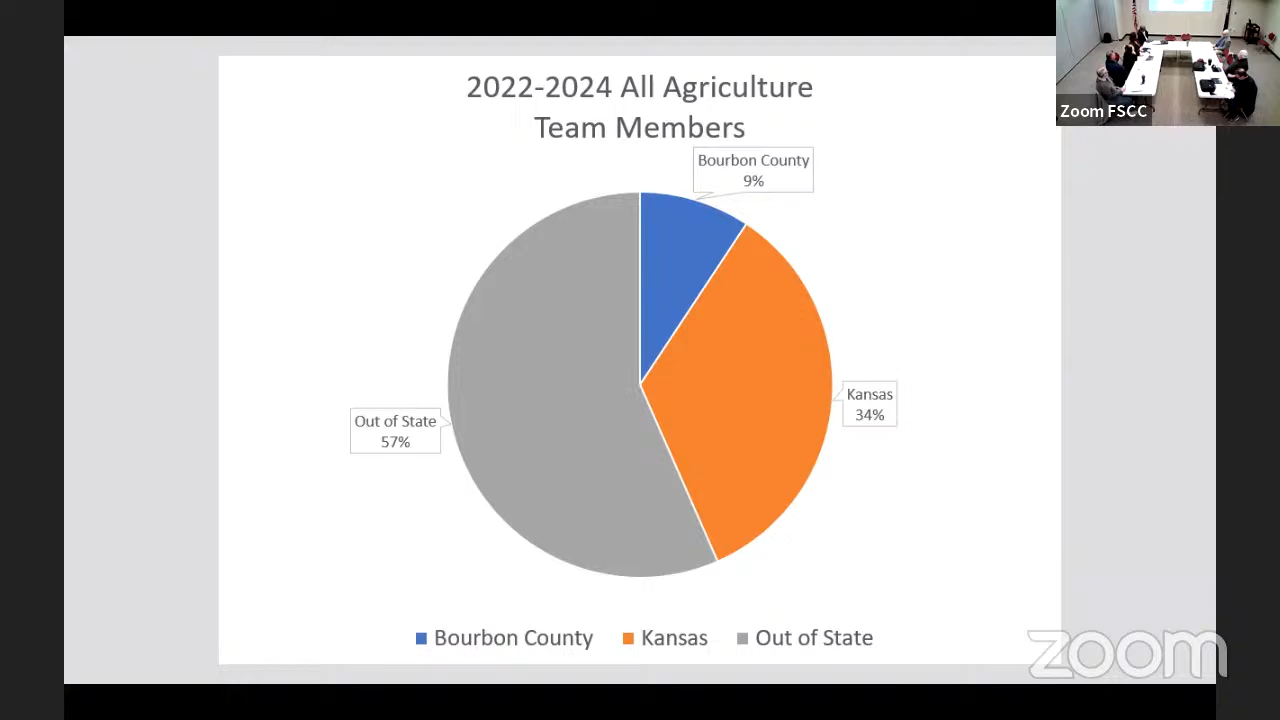 2022-2024 All Agriculture
Team Members
Bourbon County
9%
Kansas
34%
Out of State
57%
Bourbon County
Kansas
Out of State
Zoom FSCC
zoom